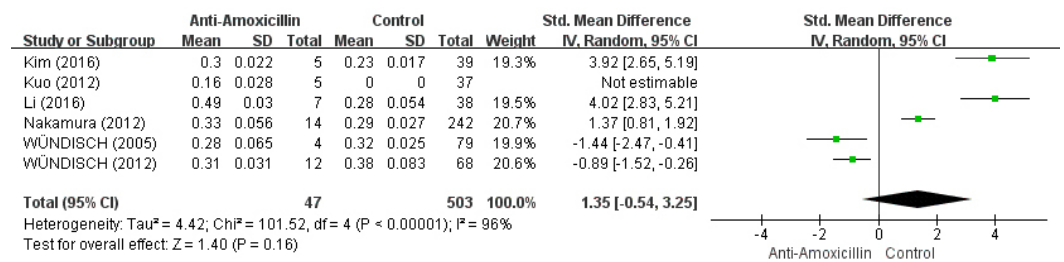 Anti-Amoxicillin Control Std. Mean Difference Std. Mean Difference
Study or Subgroup Mean SD Total Mean SD Total Weight IV, Random, 95% CI IV, Random, 95% CI
Kim (2016) 0.3 0.022 5 0.23 0.017 39 19.3% 3.92 [2.65, 5.19]
Kuo (2012) 0.16 0.028 5 0 0 37 Not estimable
Li (2016) 0.49 0.03 7 0.28 0.054 38 19.5% 4.02 [2.83, 5.21]
Nakamura (2012) 0.33 0.056 14 0.29 0.027 242 20.7% 1.37 [0.81, 1.92]
WÜNDISCH (2005) 0.28 0.065 4 0.32 0.025 79 19.9% -1.44 [-2.47, -0.41]
WÜNDISCH (2012) 0.31 0.031 12 0.38 0.083 68 20.6% -0.89 [-1.52, -0.26]
Total (95% CI) 47 503 100.0% 1.35 [-0.54, 3.25]
Heterogeneity: Tau² = 4.42; Chi² = 101.52, df = 4 (P < 0.00001); I² = 96%
Test for overall effect: Z = 1.40 (P = 0.16)
-4 -2 0 2 4
Anti-Amoxicillin Control